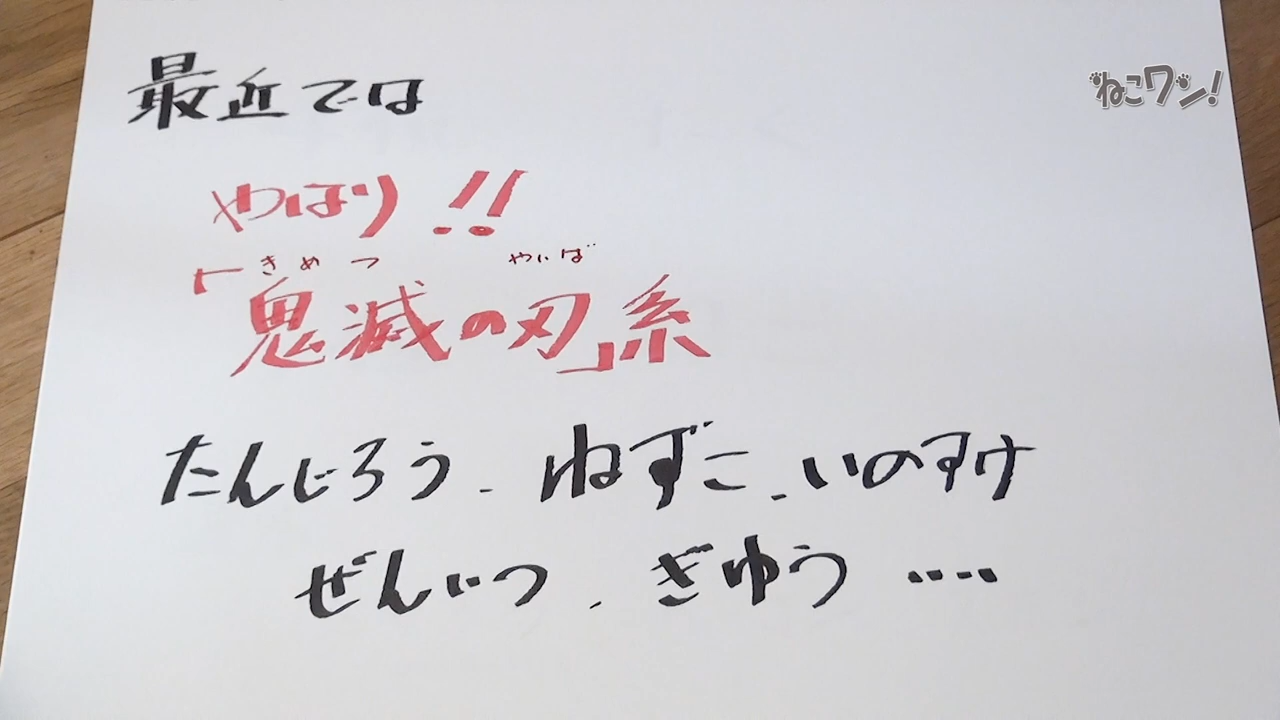 最近では
ねこワン!
やはり!!
きめつ やいば
「鬼滅の刃」系
たんじろう、ねずこ、いのすけ
ぜんいつ、ぎゆう ‥‥